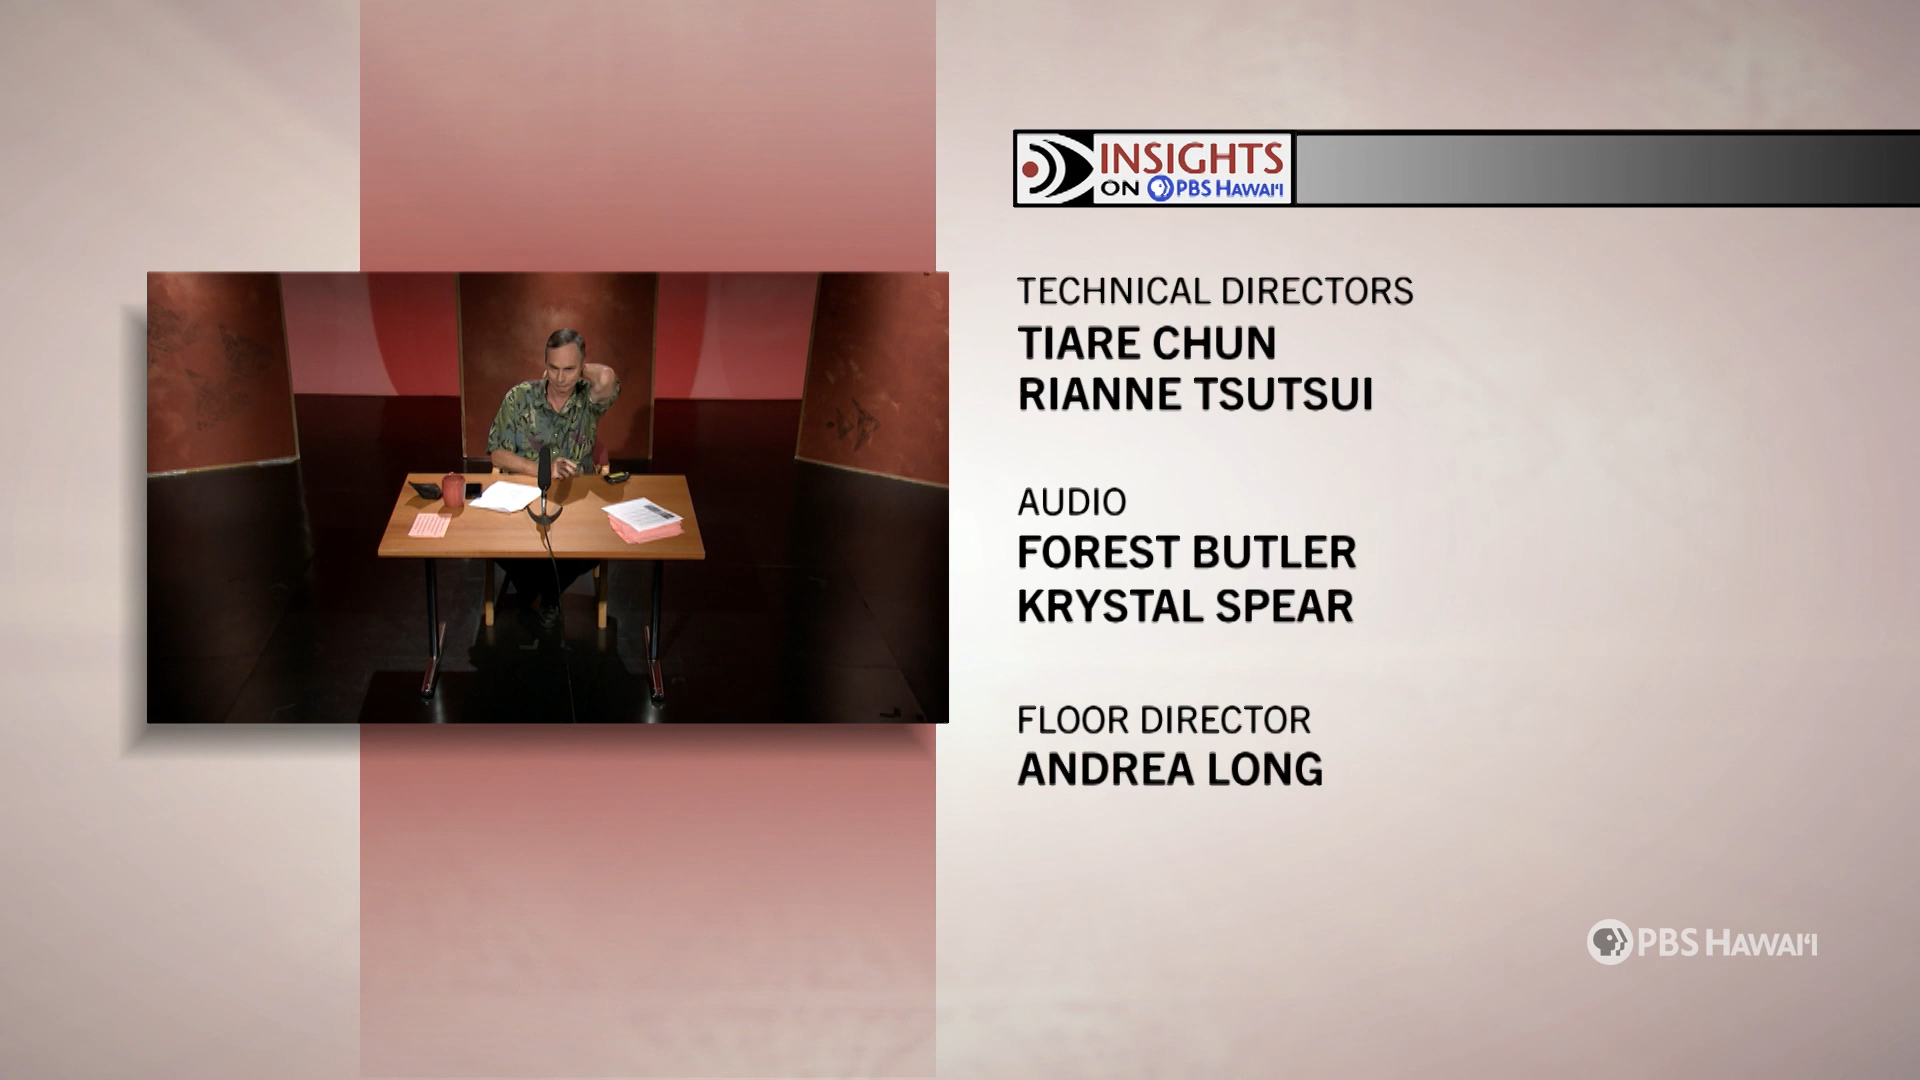 INSIGHTS
ON PBS HAWAI‘I
TECHNICAL DIRECTORS
TIARE CHUN
RIANNE TSUTSUI
AUDIO
FOREST BUTLER
KRYSTAL SPEAR
FLOOR DIRECTOR
ANDREA LONG
PBS HAWAI‘I